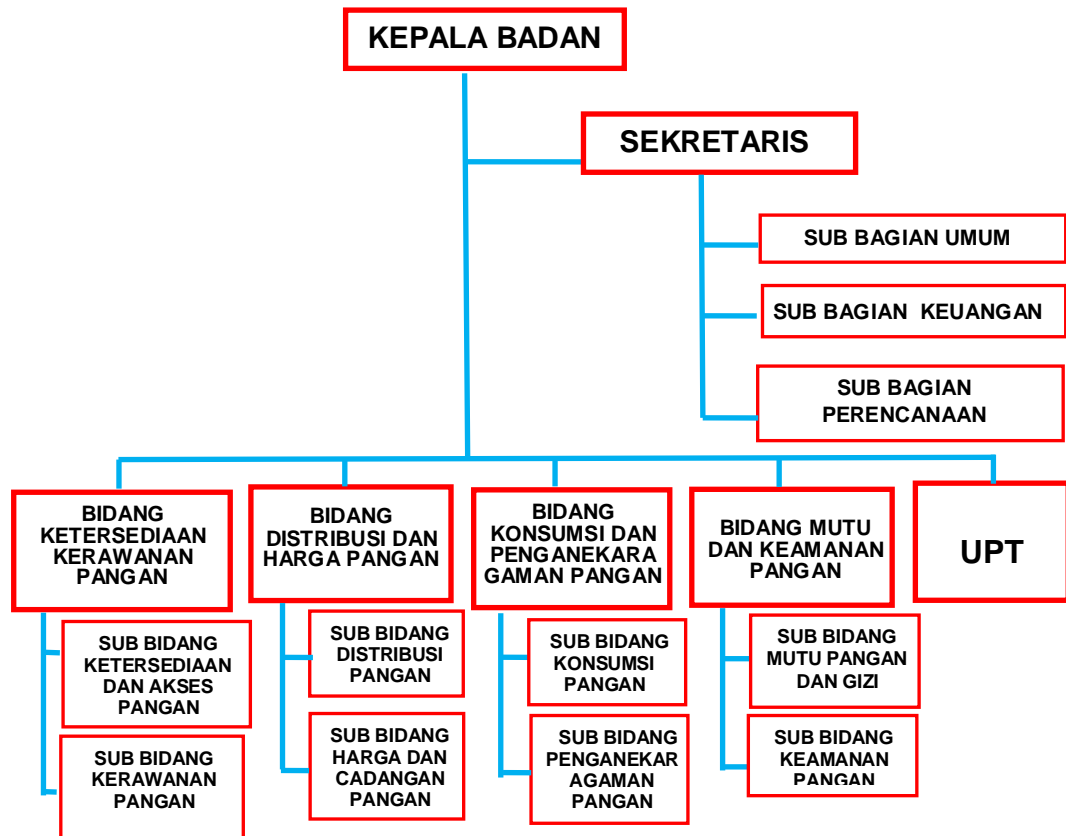 KEPALA BADAN
SEKRETARIS
SUB BAGIAN UMUM
SUB BAGIAN KEUANGAN
SUB BAGIAN
PERENCANAAN
BIDANG
KETERSEDIAAN
KERAWANAN
PANGAN
BIDANG
DISTRIBUSI DAN
HARGA PANGAN
BIDANG
KONSUMSI DAN
PENGANEKARA
GAMAN PANGAN
BIDANG MUTU
DAN KEAMANAN
PANGAN
UPT
SUB BIDANG
KETERSEDIAAN
DAN AKSES
PANGAN
SUB BIDANG
KERAWANAN
PANGAN
SUB BIDANG
DISTRIBUSI
PANGAN
SUB BIDANG
HARGA DAN
CADANGAN
PANGAN
SUB BIDANG
KONSUMSI
PANGAN
SUB BIDANG
PENGANEKAR
AGAMAN
PANGAN
SUB BIDANG
MUTU PANGAN
DAN GIZI
SUB BIDANG
KEAMANAN
PANGAN